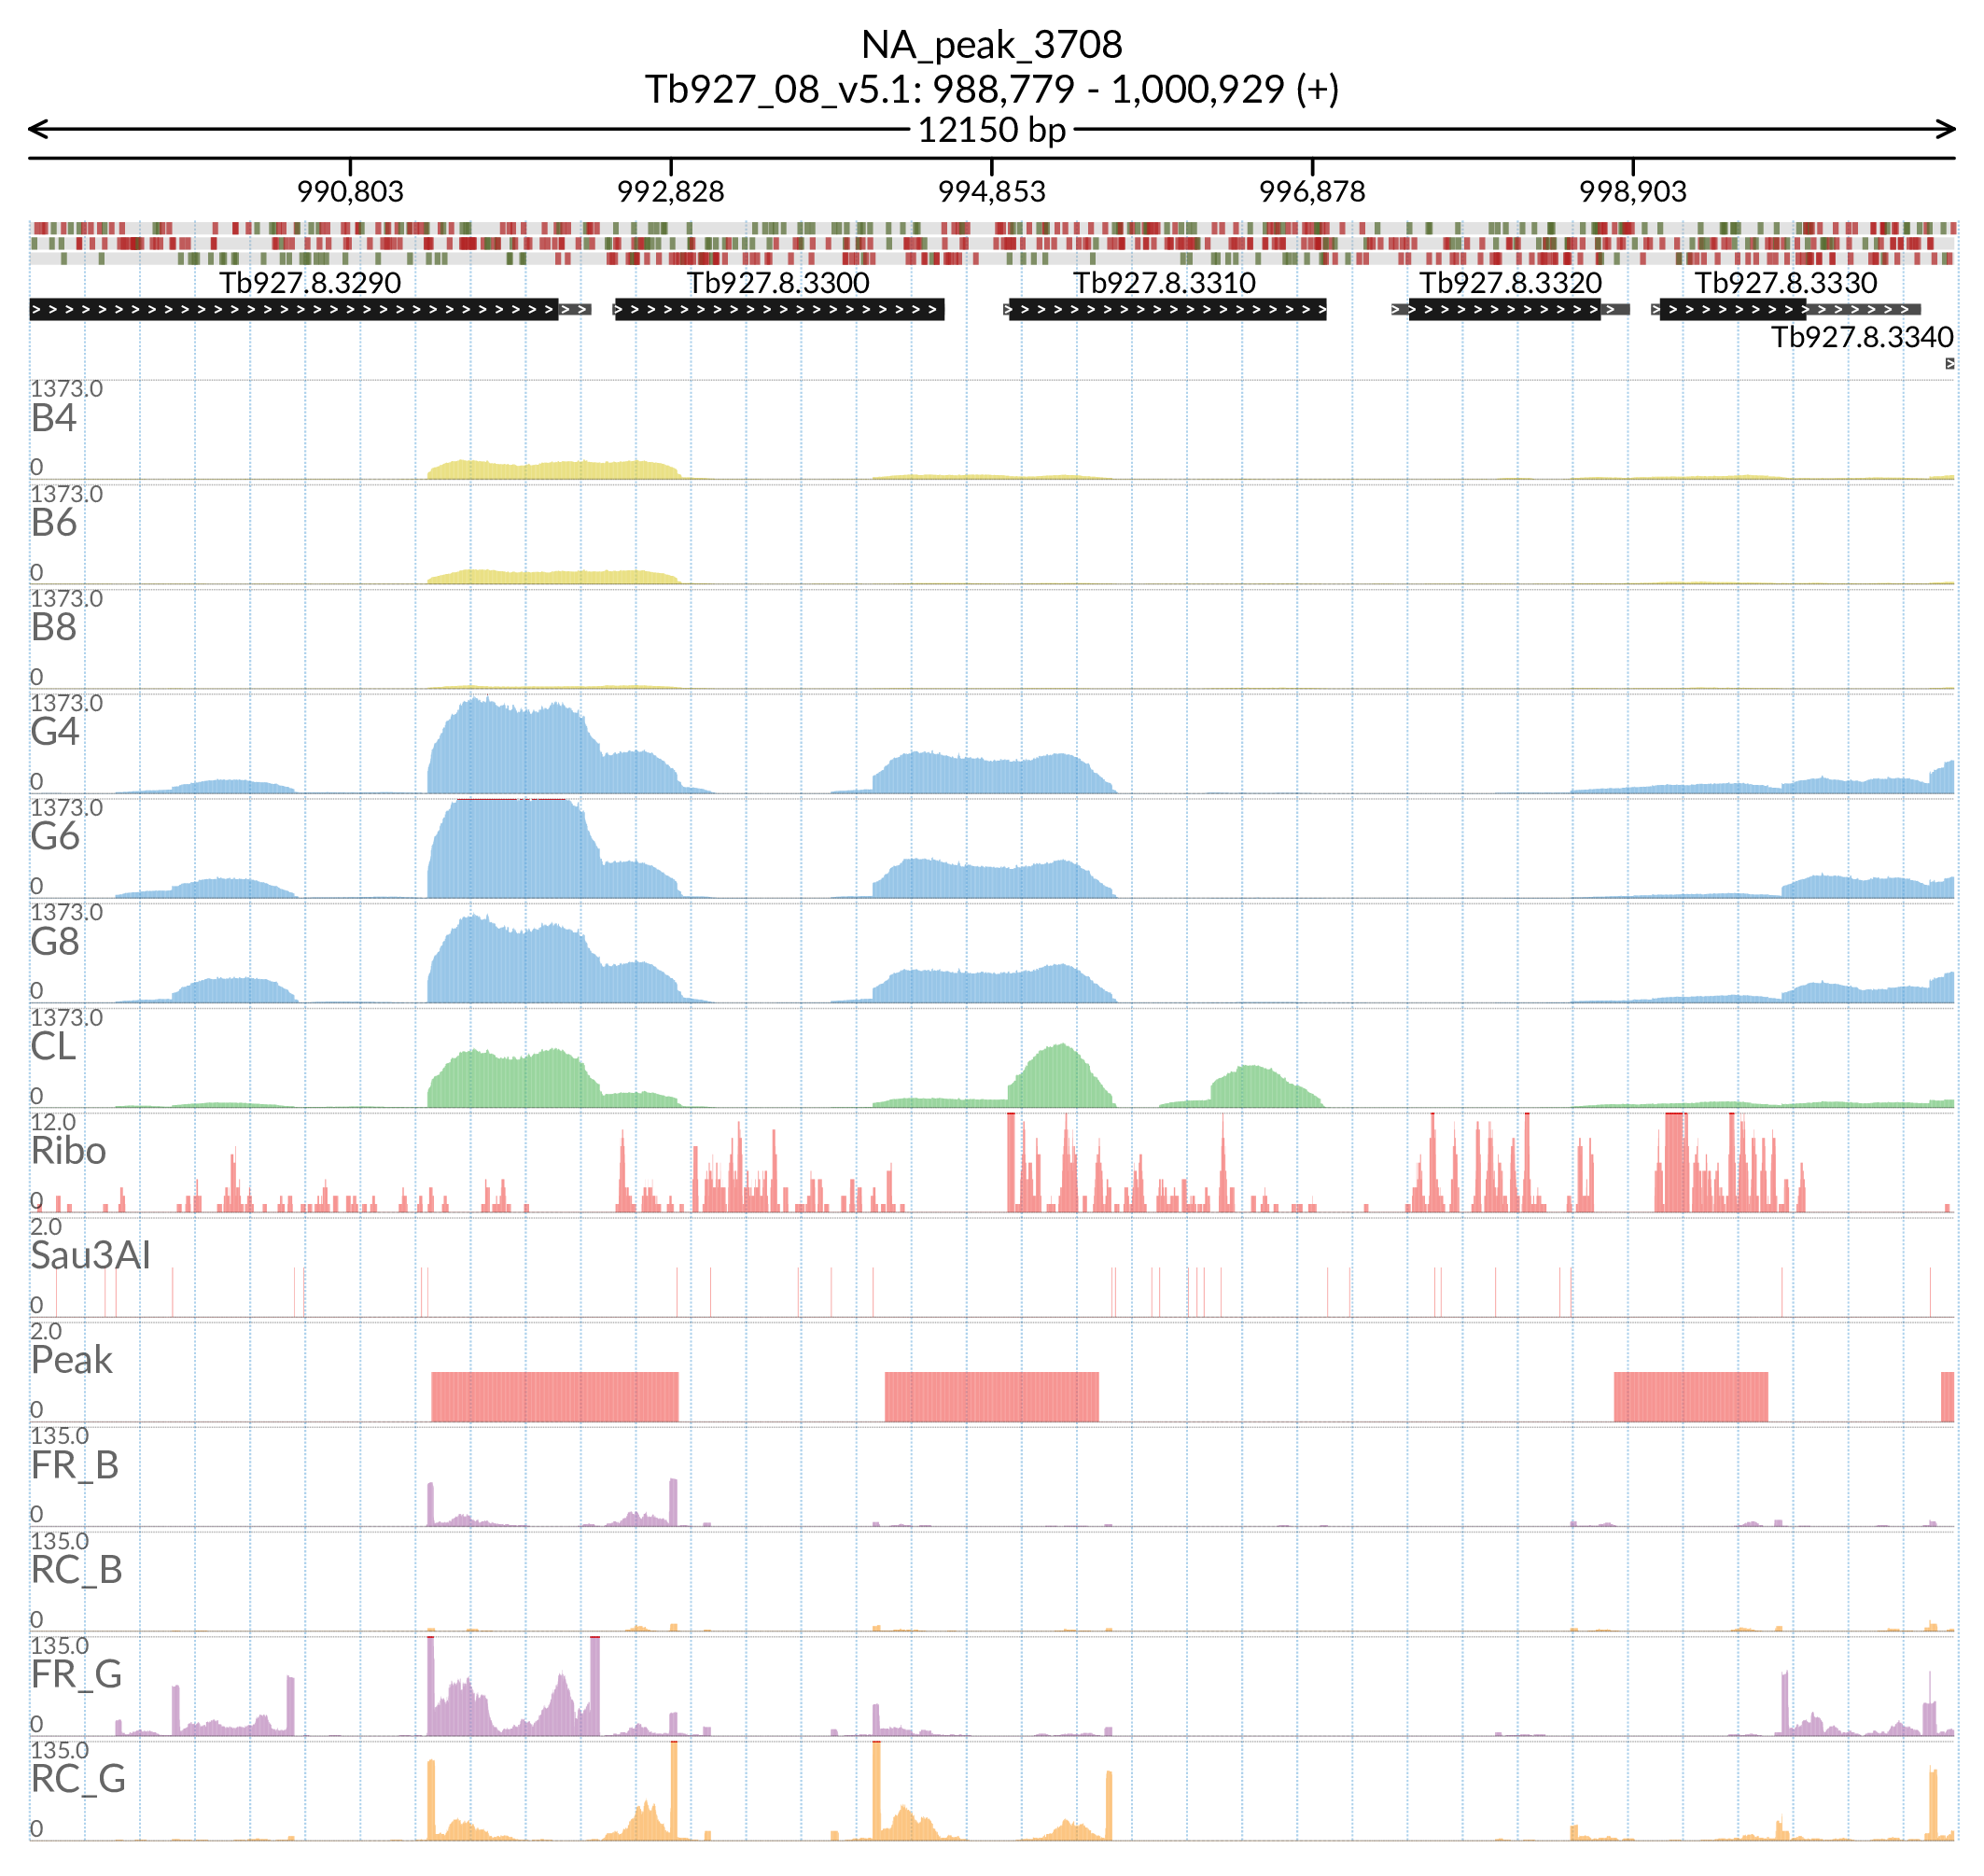 NA_peak_3708
Tb927_08_v5.1: 988,779 - 1,000,929 (+)
12150 bp
990,803 992,828 994,853 996,878 998,903
Tb927.8.3290 Tb927.8.3300 Tb927.8.3310 Tb927.8.3320 Tb927.8.3330
Tb927.8.3340
1373.0
B4
0
1373.0
B6
0
1373.0
B8
0
1373.0
G4
0
1373.0
G6
0
1373.0
G8
0
1373.0
CL
0
12.0
Ribo
0
2.0
Sau3AI
0
2.0
Peak
0
135.0
FR_B
0
135.0
RC_B
0
135.0
FR_G
0
135.0
RC_G
0